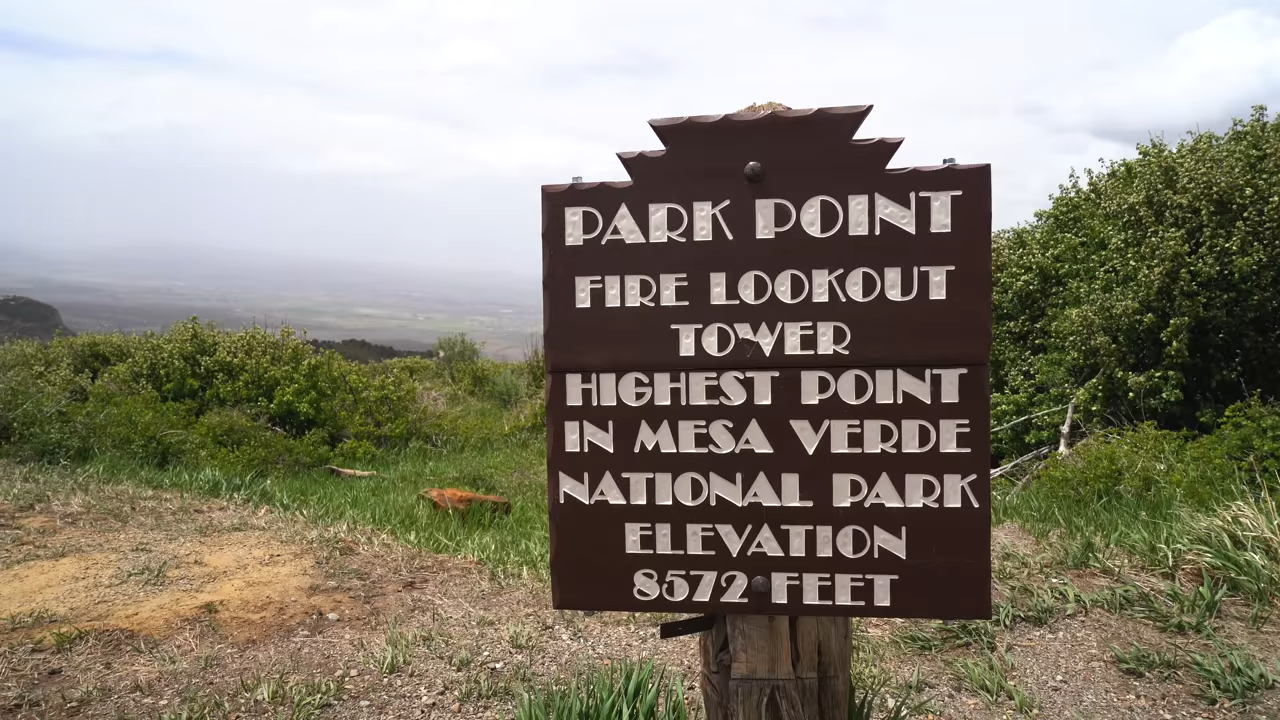 PARK POINT
FIRE LOOKOUT
TOWER
HIGHEST POINT
IN MESA VERDE
NATIONAL PARK
ELEVATION
8572 FEET